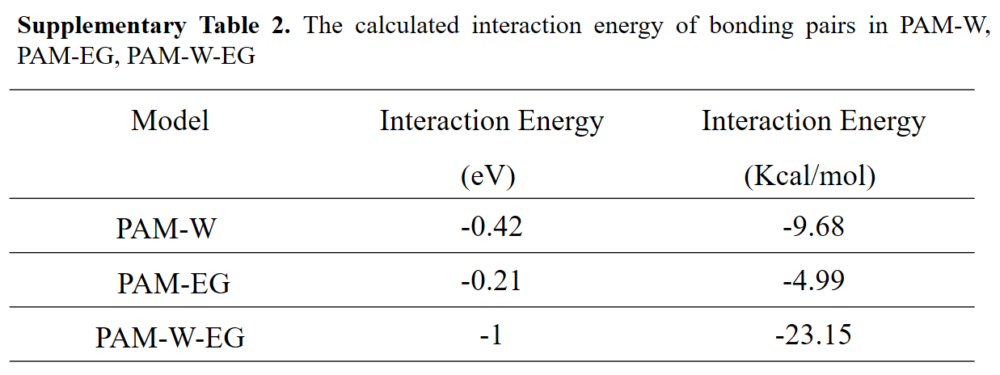 Supplementary Table 2. The calculated interaction energy of bonding pairs in PAM-W,
PAM-EG, PAM-W-EG
Model Interaction Energy Interaction Energy
(eV) (Kcal/mol)
PAM-W -0.42 -9.68
PAM-EG -0.21 -4.99
PAM-W-EG -1 -23.15